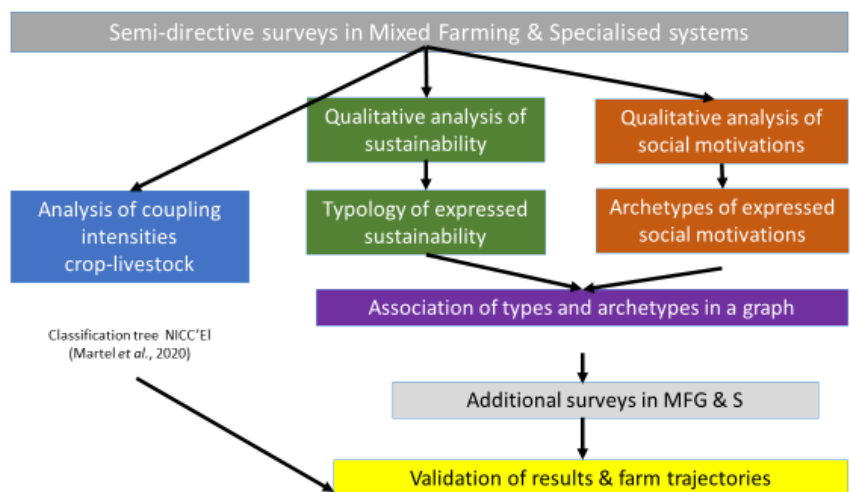 Semi-directive surveys in Mixed Farming & Specialised systems
Qualitative analysis of
sustainability
Qualitative analysis of
social motivations
Analysis of coupling
intensities
crop-livestock
Typology of expressed
sustainability
Archetypes of expressed
social motivations
Association of types and archetypes in a graph
Classification tree NICC'El
(Martel et al., 2020)
Additional surveys in MFG & S
Validation of results & farm trajectories